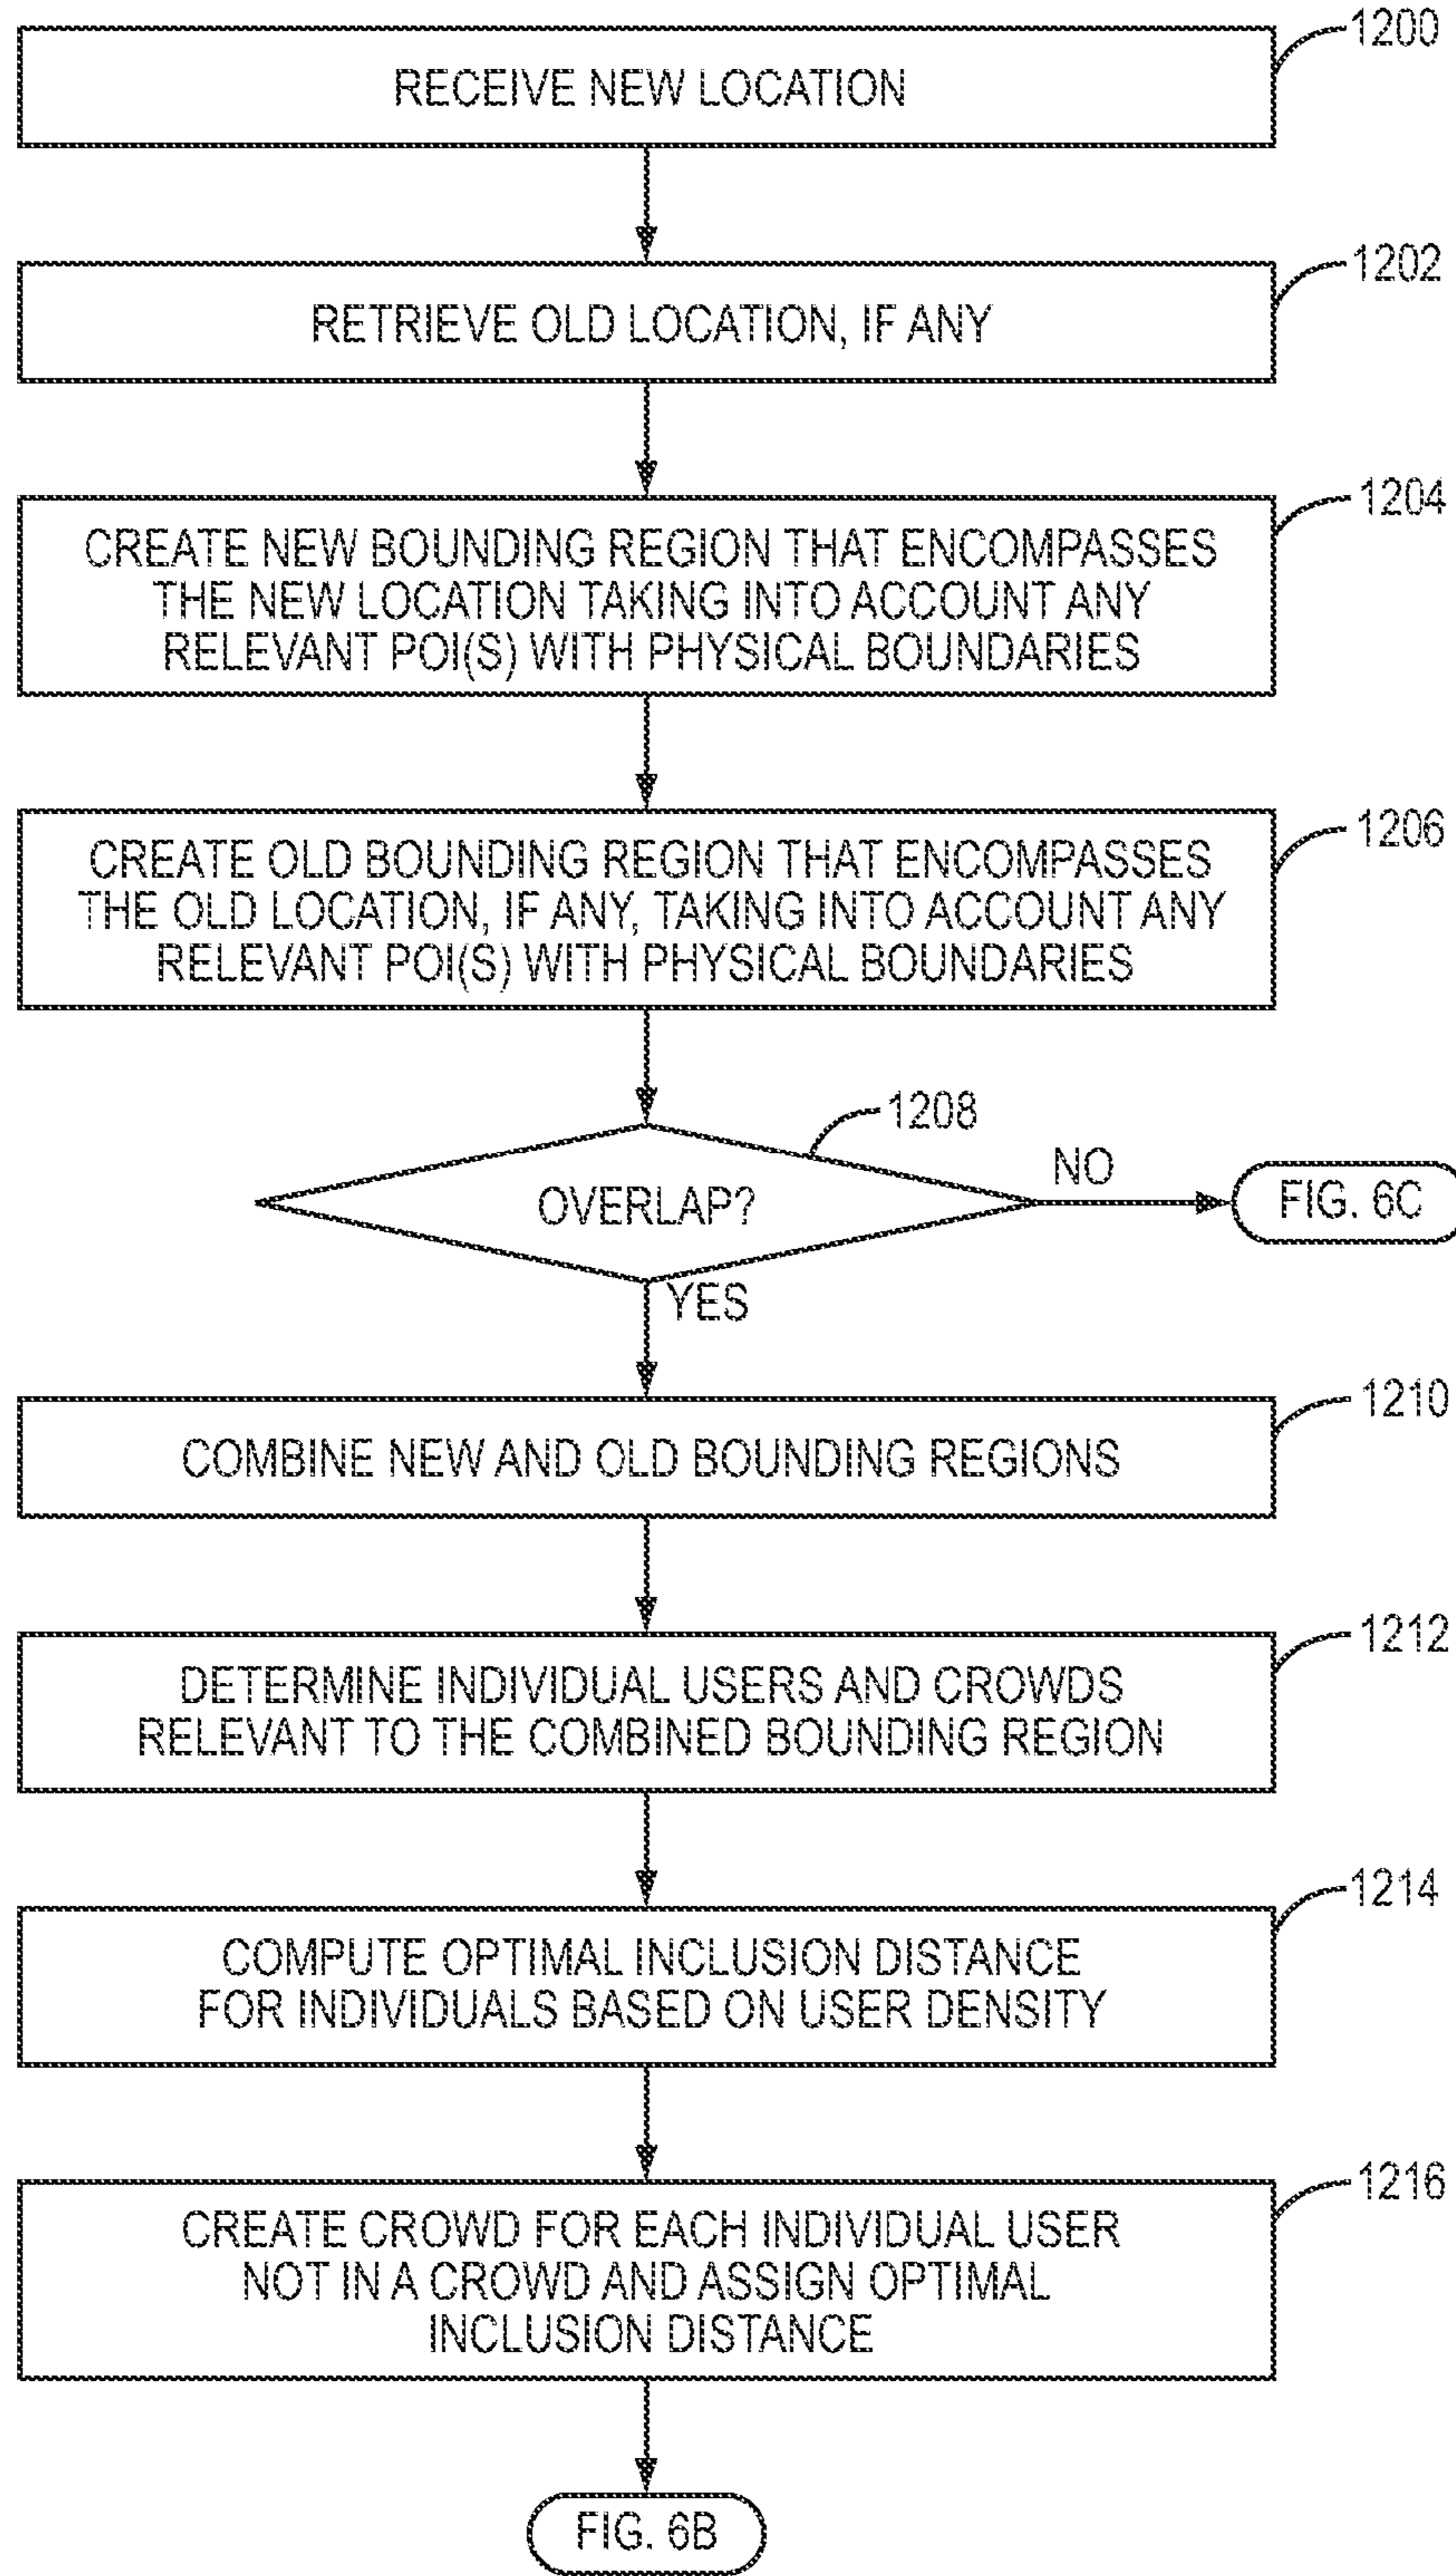 1200
RECEIVE NEW LOCATION
1202
RETRIEVE OLD LOCATION, IF ANY
1204
CREATE NEW BOUNDING REGION THAT ENCOMPASSES
THE NEW LOCATION TAKING INTO ACCOUNT ANY
RELEVANT POI(S) WITH PHYSICAL BOUNDARIES
1206
CREATE OLD BOUNDING REGION THAT ENCOMPASSES
THE OLD LOCATION, IF ANY, TAKING INTO ACCOUNT ANY
RELEVANT POI(S) WITH PHYSICAL BOUNDARIES
1208
OVERLAP?
NO
FIG. 6C
YES
1210
COMBINE NEW AND OLD BOUNDING REGIONS
1212
DETERMINE INDIVIDUAL USERS AND CROWDS
RELEVANT TO THE COMBINED BOUNDING REGION
1214
COMPUTE OPTIMAL INCLUSION DISTANCE
FOR INDIVIDUALS BASED ON USER DENSITY
1216
CREATE CROWD FOR EACH INDIVIDUAL USER
NOT IN A CROWD AND ASSIGN OPTIMAL
INCLUSION DISTANCE
FIG. 6B